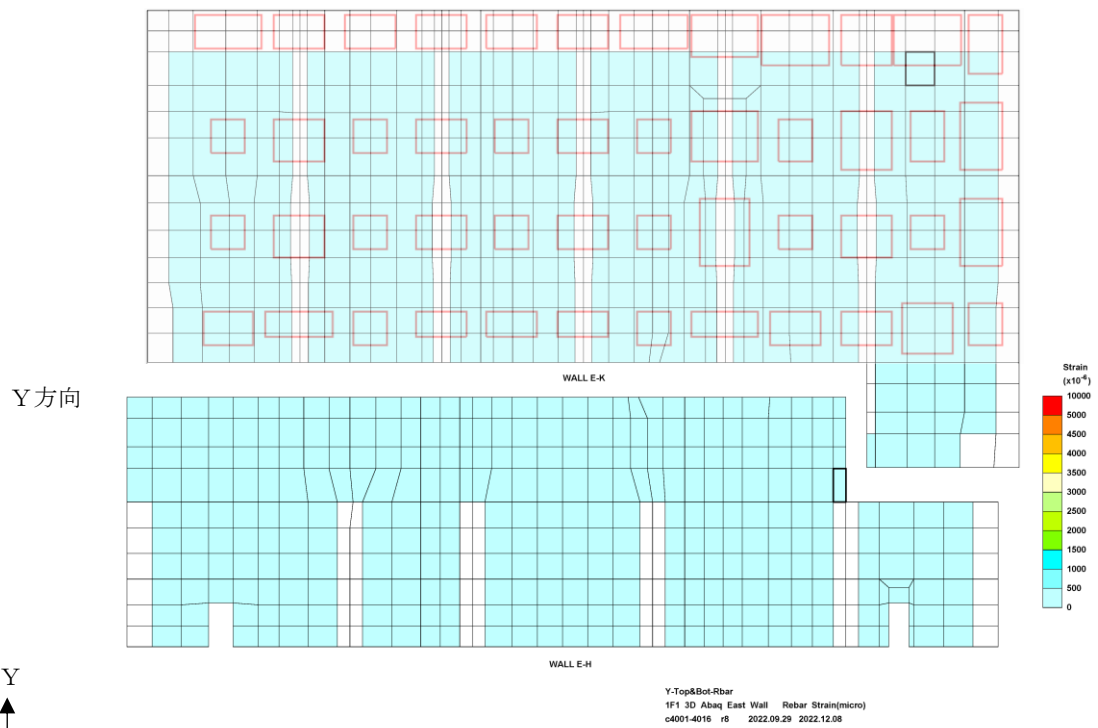 WALL E-K
Y方向
Strain
(x10⁻⁶)
10000
5000
4500
4000
3500
3000
2500
2000
1500
1000
500
0
WALL E-H
Y
Y-Top&Bot-Rbar
1F1 3D Abaq East Wall Rebar Strain(micro)
c4001-4016 r8 2022.09.29 2022.12.08